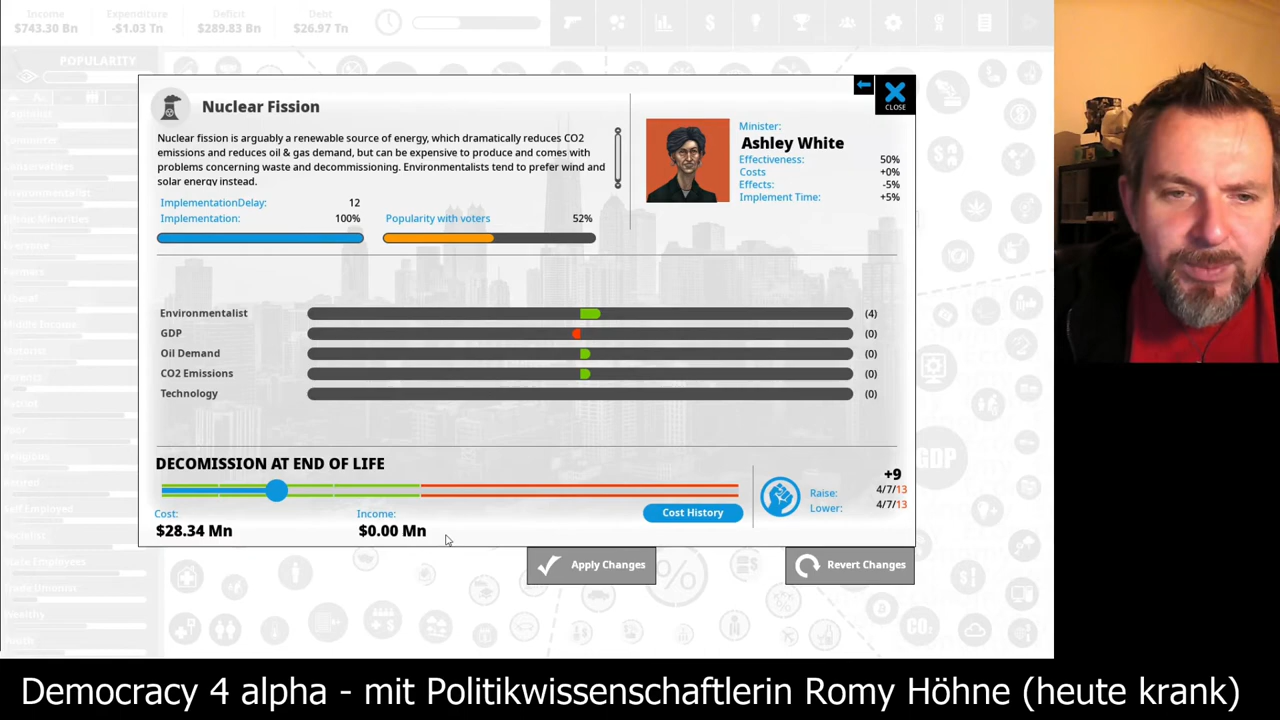 Income
Expenditure
Deficit
Debt
$743.30 Bn
-$1.03 Tn
$289.83 Bn
$26.97 Tn
POPULARITY
Nuclear Fission
CLOSE
Nuclear fission is arguably a renewable source of energy, which dramatically reduces CO2
emissions and reduces oil & gas demand, but can be expensive to produce and comes with
problems concerning waste and decommissioning. Environmentalists tend to prefer wind and
solar energy instead.
ImplementationDelay: 12
Implementation: 100%
Popularity with voters 52%
Minister:
Ashley White
Effectiveness: 50%
Costs +0%
Effects: -5%
Implement Time: +5%
Environmentalist (4)
GDP (0)
Oil Demand (0)
CO2 Emissions (0)
Technology (0)
DECOMISSION AT END OF LIFE
Cost:
$28.34 Mn
Income:
$0.00 Mn
Cost History
+9
Raise: 4/7/13
Lower: 4/7/13
Apply Changes
Revert Changes
GDP
CO2
Democracy 4 alpha - mit Politikwissenschaftlerin Romy Höhne (heute krank)